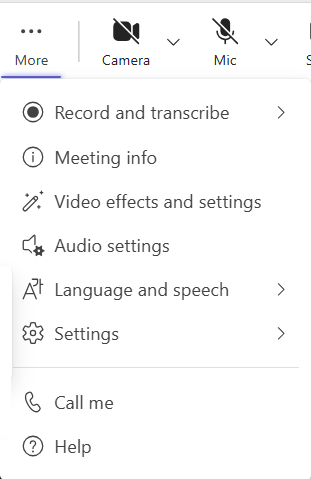 More
Camera
Mic
Record and transcribe
Meeting info
Video effects and settings
Audio settings
Language and speech
Settings
Call me
Help